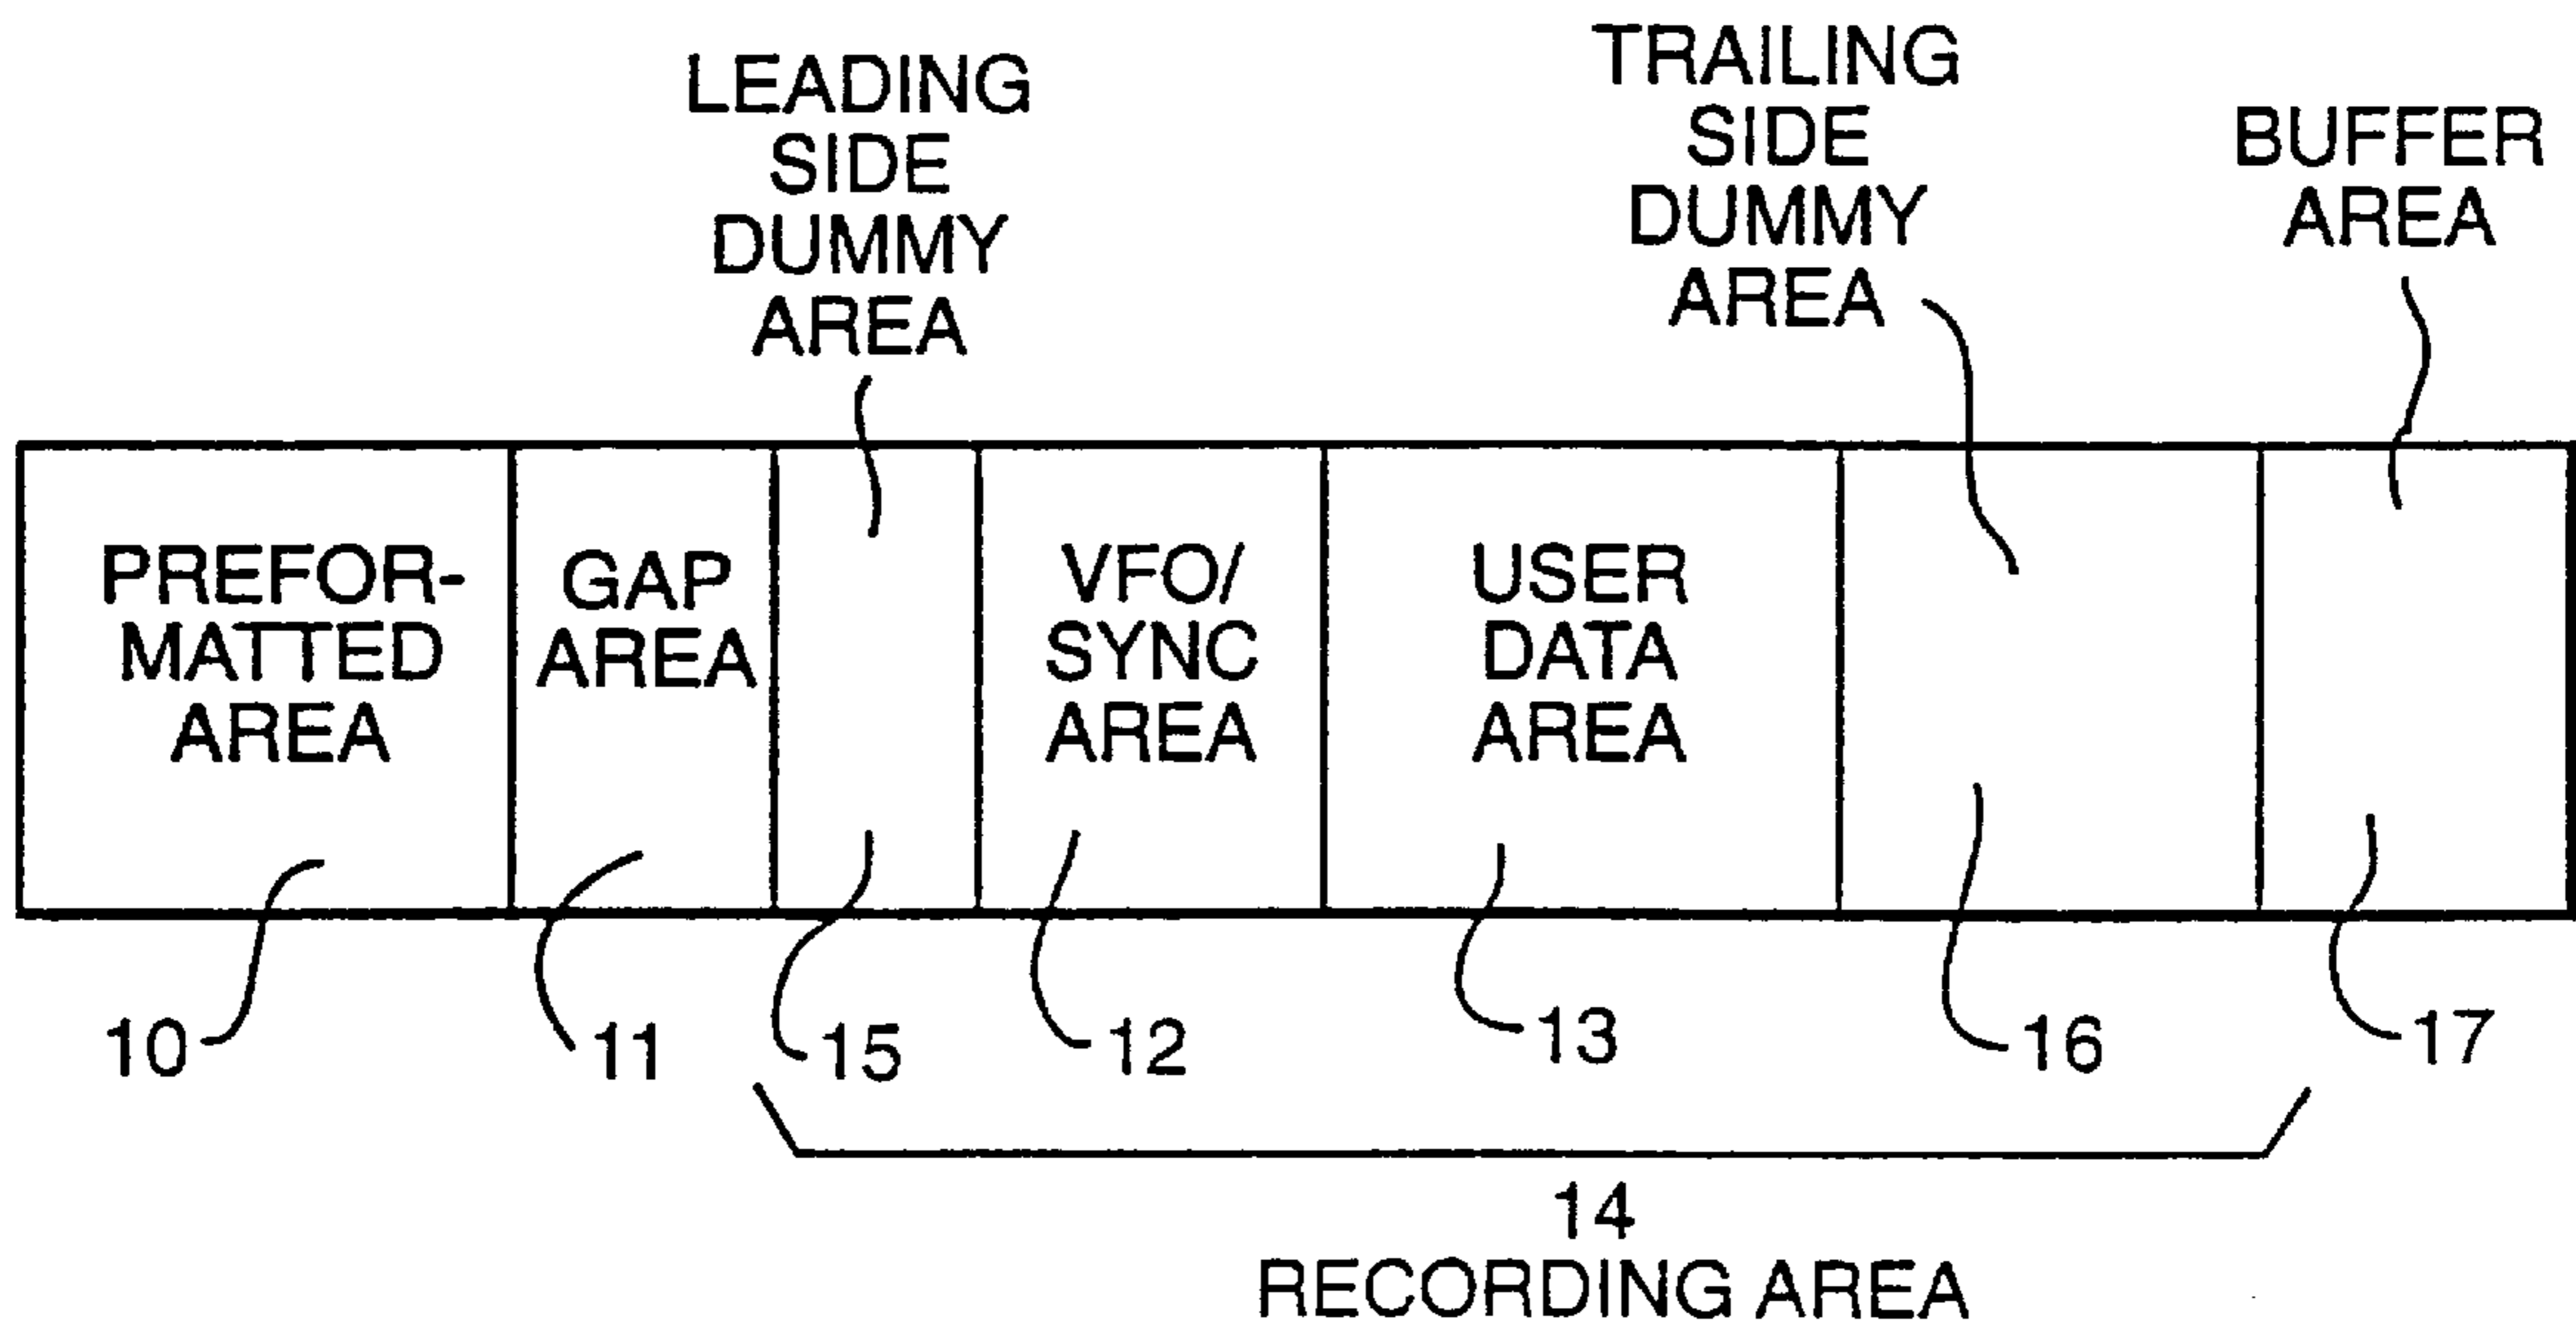 LEADING
SIDE
DUMMY
AREA
TRAILING
SIDE
DUMMY
AREA
BUFFER
AREA
PREFOR-
MATTED
AREA
GAP
AREA
VFO/
SYNC
AREA
USER
DATA
AREA
10
11
15
12
13
16
17
14
RECORDING AREA